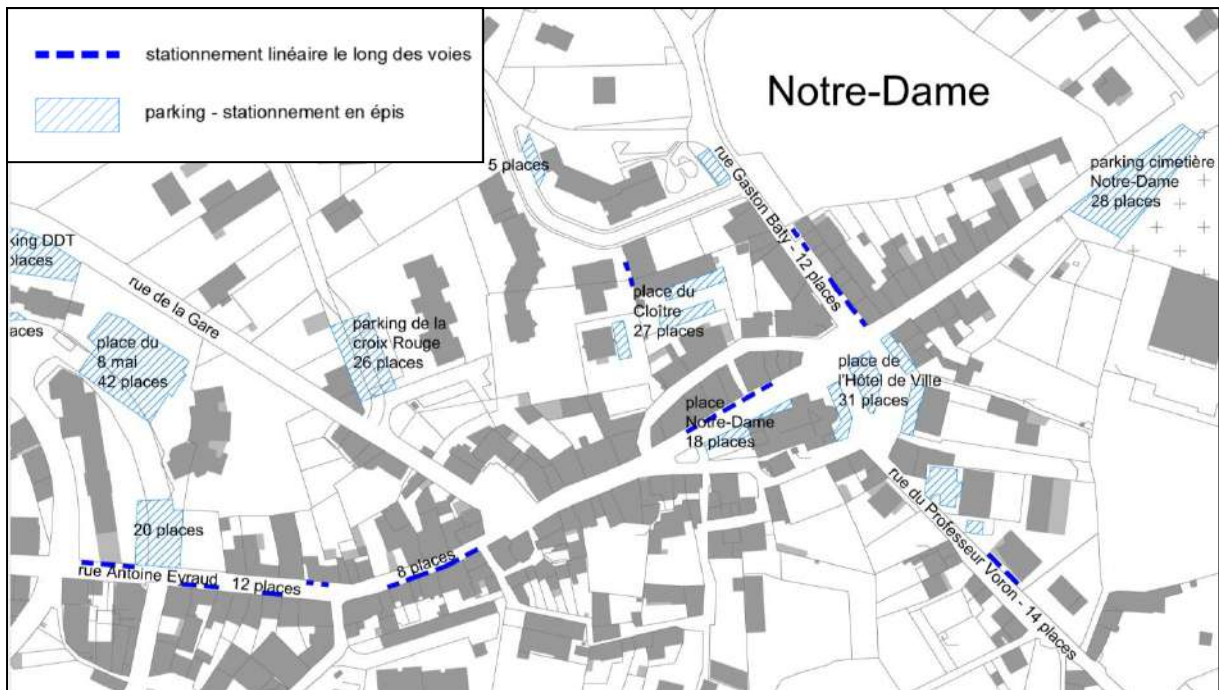 stationnement linéaire le long des voies
parking - stationnement en épis
Notre-Dame
5 places
rue Gaston Baty - 12 places
parking cimetière
Notre-Dame
28 places
DDT
places
rue de la Gare
place du
8 mai
42 places
parking de la
croix Rouge
26 places
place du
Cloître
27 places
place de
l'Hôtel de Ville
31 places
place
Notre-Dame
18 places
20 places
rue Antoine Eyraud 12 places
8 places
rue du Professeur Voron - 14 places